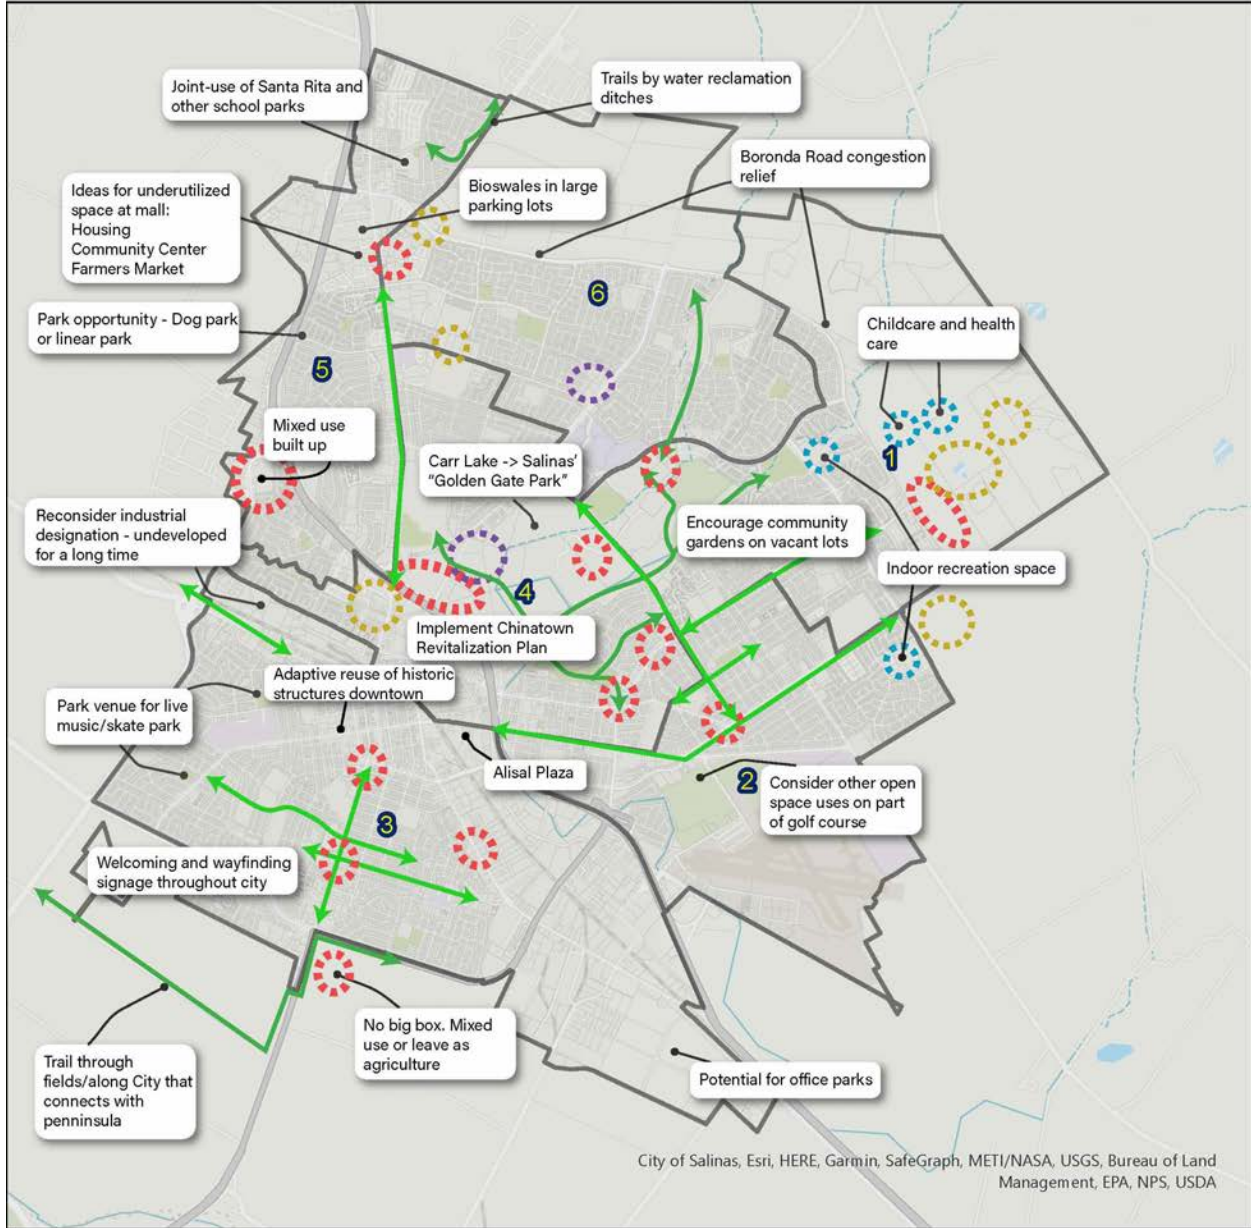 Joint-use of Santa Rita and
other school parks
Trails by water reclamation
ditches
Boronda Road congestion
relief
Ideas for underutilized
space at mall:
Housing
Community Center
Farmers Market
Bioswales in large
parking lots
6
Park opportunity - Dog park
or linear park
5
Childcare and health
care
Mixed use
built up
1
Carr Lake -> Salinas'
"Golden Gate Park"
Reconsider industrial
designation - undeveloped
for a long time
Encourage community
gardens on vacant lots
Indoor recreation space
4
Implement Chinatown
Revitalization Plan
Adaptive reuse of historic
structures downtown
Park venue for live
music/skate park
Alisal Plaza
2
Consider other open
space uses on part
of golf course
3
Welcoming and wayfinding
signage throughout city
No big box. Mixed
use or leave as
agriculture
Trail through
fields/along City that
connects with
penninsula
Potential for office parks
City of Salinas, Esri, HERE, Garmin, SafeGraph, METI/NASA, USGS, Bureau of Land
Management, EPA, NPS, USDA